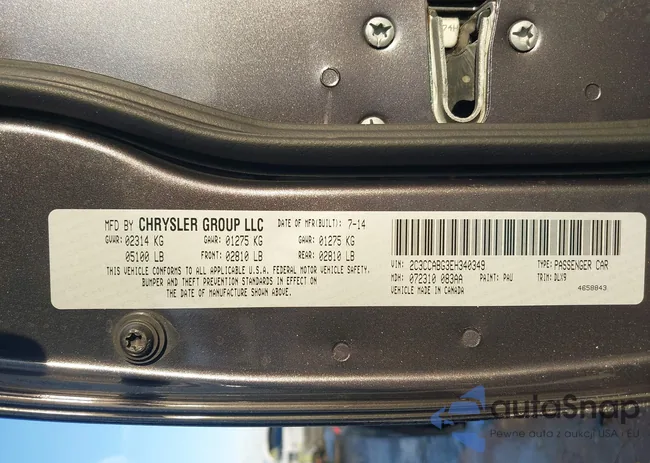 MFD BY CHRYSLER GROUP LLC DATE OF MFR(BUILT): 7-14
GVWR: 02314 KG GAWR: 01275 KG GAWR: 01275 KG
05100 LB FRONT: 02810 LB REAR: 02810 LB
THIS VEHICLE CONFORMS TO ALL APPLICABLE U.S.A. FEDERAL MOTOR VEHICLE SAFETY,
BUMPER AND THEFT PREVENTION STANDARDS IN EFFECT ON
THE DATE OF MANUFACTURE SHOWN ABOVE.
VIN: 2C3CCABG3EH340349 TYPE: PASSENGER CAR
MDH: 072310 083AA PAINT: PAU TRIM: DLX9
VEHICLE MADE IN CANADA 4658843
autoSnap
Pewne auta z aukcji USA i EU